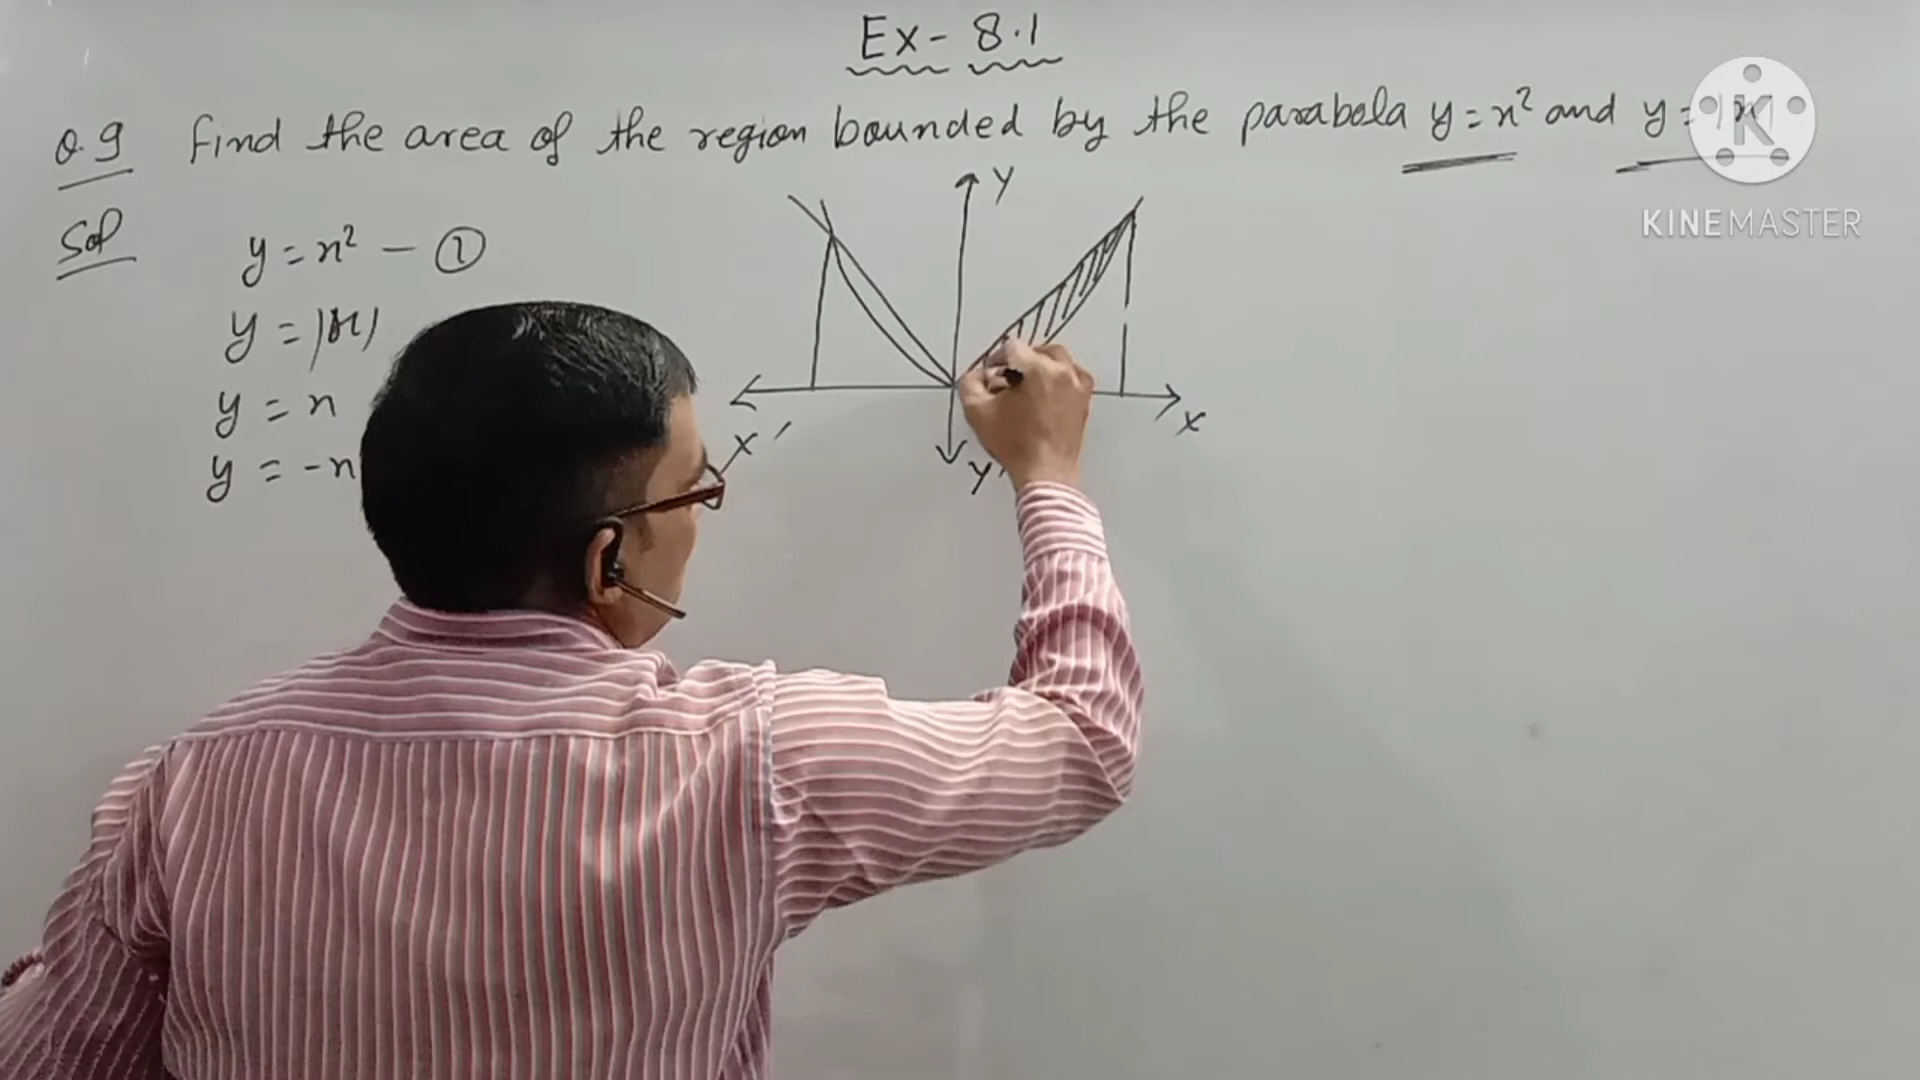 Ex - 8.1
Q.9 find the area of the region bounded by the parabola y = x² and y = |x|
K
KINEMASTER
Sol
y = x² - ①
y = |x|
y = x
y = -x
Y
X'
X
Y'